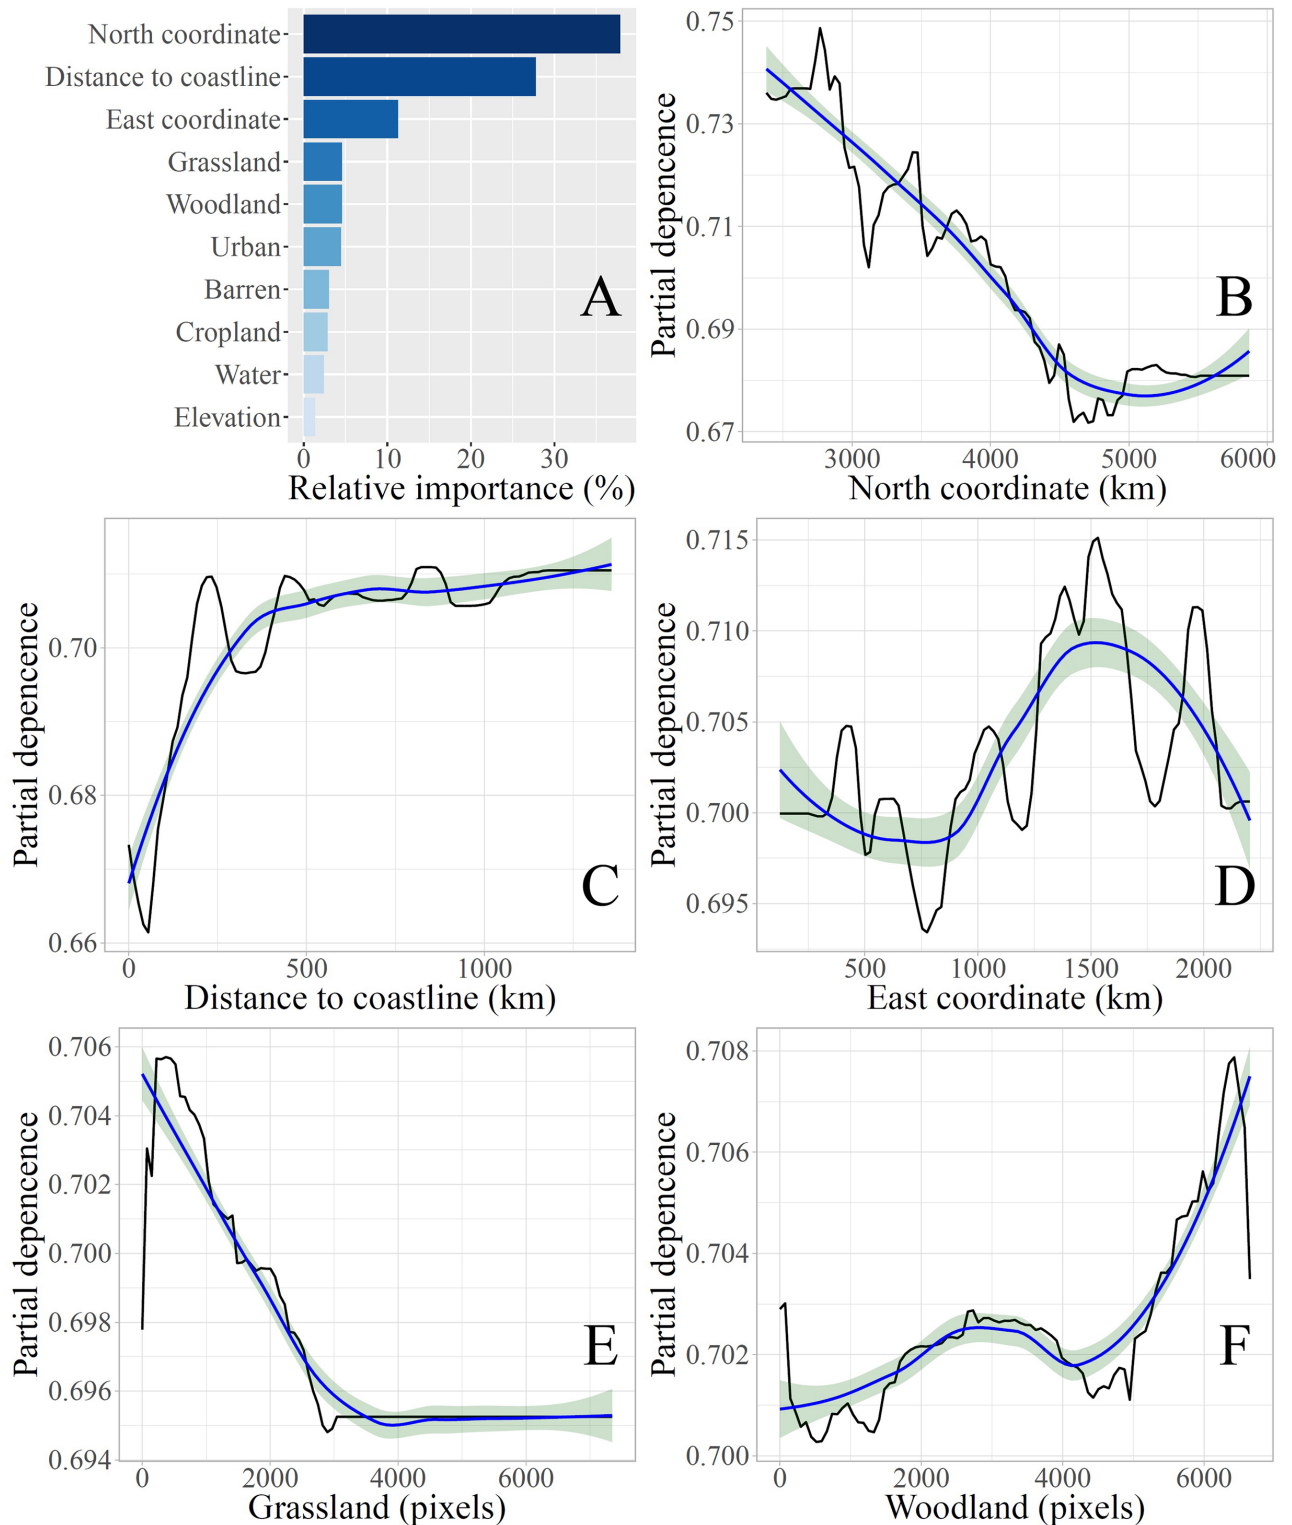 North coordinate
Distance to coastline
East coordinate
Grassland
Woodland
Urban
Barren
Cropland
Water
Elevation
A
0 10 20 30
Relative importance (%)
0.75
0.73
0.71
0.69
0.67
Partial depencence
B
3000 4000 5000 6000
North coordinate (km)
0.70
0.68
0.66
Partial depencence
C
0 500 1000
Distance to coastline (km)
0.715
0.710
0.705
0.700
0.695
Partial depencence
D
500 1000 1500 2000
East coordinate (km)
0.706
0.704
0.702
0.700
0.698
0.696
0.694
Partial depencence
E
0 2000 4000 6000
Grassland (pixels)
0.708
0.706
0.704
0.702
0.700
Partial depencence
F
0 2000 4000 6000
Woodland (pixels)